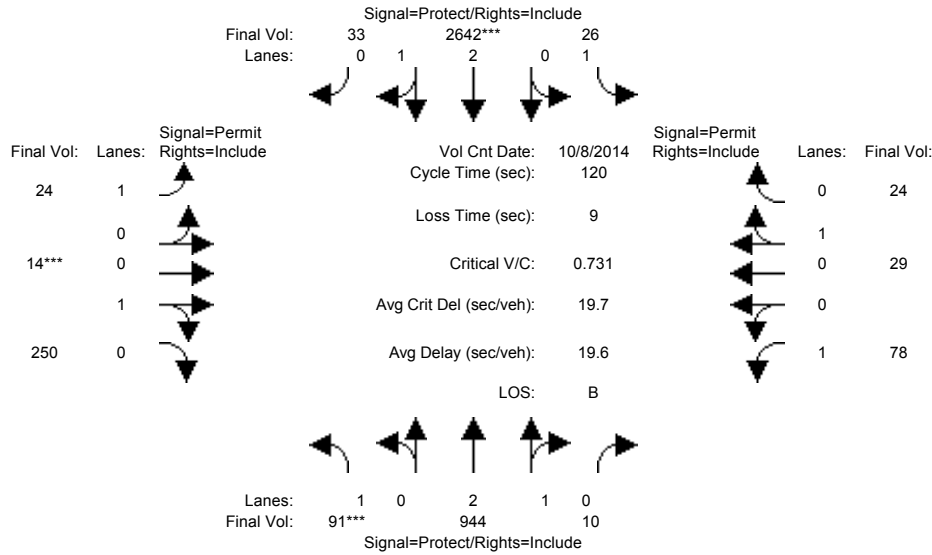 Signal=Protect/Rights=Include
Final Vol: 33 2642*** 26
Lanes: 0 1 2 0 1
Signal=Permit Signal=Permit
Final Vol: Lanes: Rights=Include Vol Cnt Date: 10/8/2014 Rights=Include Lanes: Final Vol:
Cycle Time (sec): 120
24 1 0 24
Loss Time (sec): 9
0 1
14*** 0 Critical V/C: 0.731 0 29
1 Avg Crit Del (sec/veh): 19.7 0
250 0 Avg Delay (sec/veh): 19.6 1 78
LOS: B
Lanes: 1 0 2 1 0
Final Vol: 91*** 944 10
Signal=Protect/Rights=Include